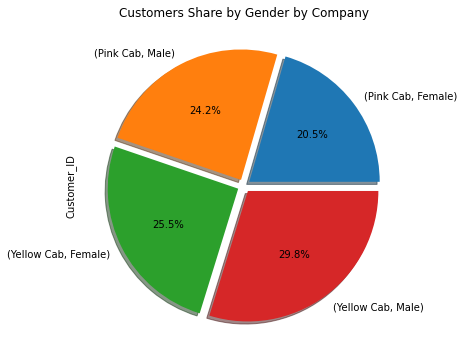 Customers Share by Gender by Company
(Pink Cab, Male)
(Pink Cab, Female)
24.2%
20.5%
Customer_ID
25.5%
29.8%
(Yellow Cab, Female)
(Yellow Cab, Male)